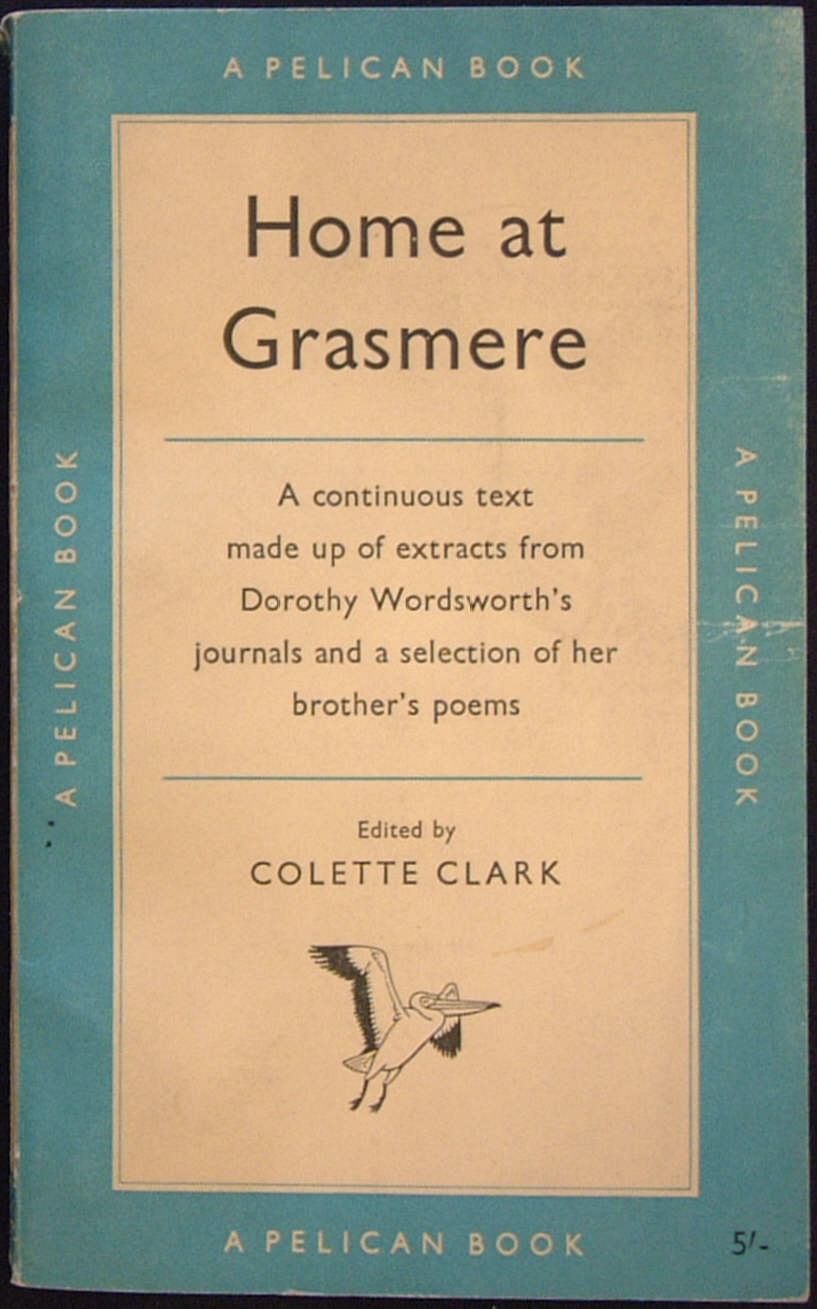 A PELICAN BOOK
Home at
Grasmere
A continuous text
made up of extracts from
Dorothy Wordsworth's
journals and a selection of her
brother's poems
Edited by
COLETTE CLARK
A PELICAN BOOK
A PELICAN BOOK
A PELICAN BOOK
5/-